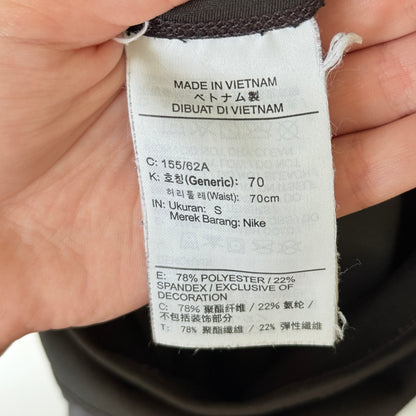 MADE IN VIETNAM
ベトナム製
DIBUAT DI VIETNAM
C: 155/62A
K: 호칭(Generic): 70
허리둘레(Waist): 70cm
IN: Ukuran: S
Merek Barang: Nike
E: 78% POLYESTER / 22%
SPANDEX / EXCLUSIVE OF
DECORATION
C: 78% 聚酯纤维 / 22% 氨纶 /
不包括装饰部分
T: 78% 聚酯纖維 / 22% 彈性纖維